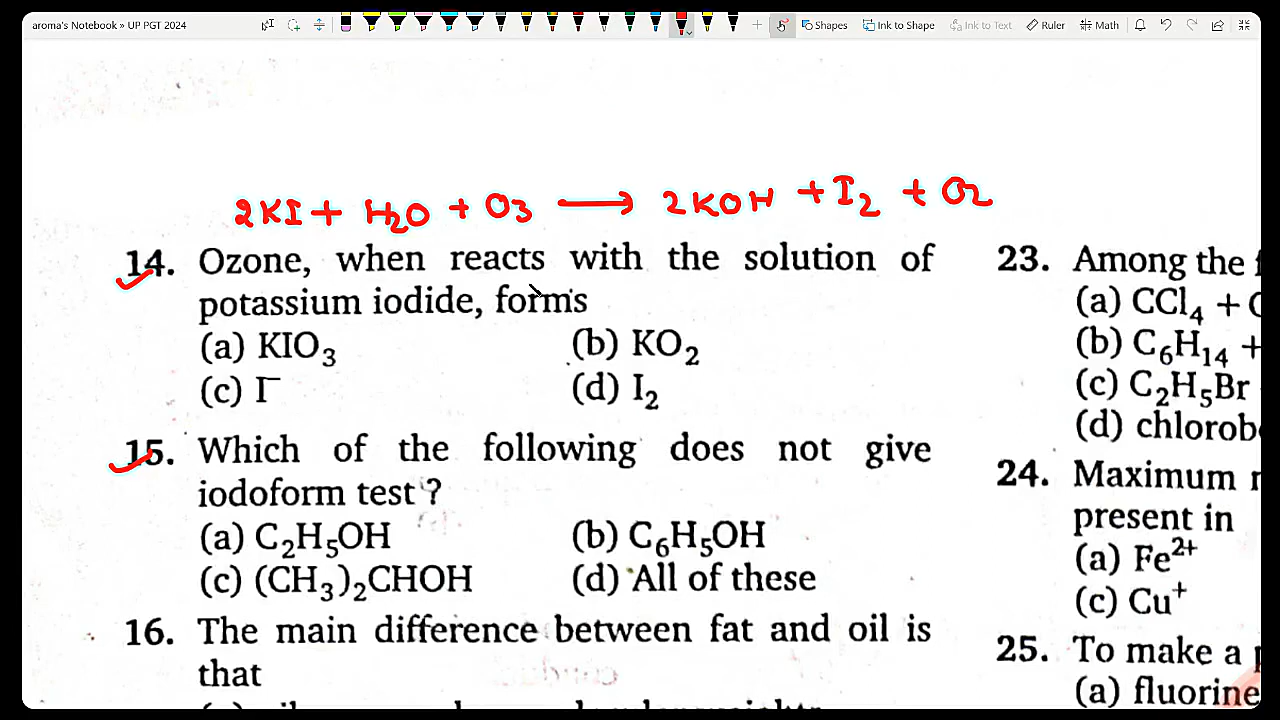 aroma's Notebook » UP PGT 2024
Shapes
Ink to Shape
Ink to Text
Ruler
Math
2KI + H₂O + O₃ → 2KOH + I₂ + O₂
14. Ozone, when reacts with the solution of
potassium iodide, forms
(a) KIO₃ (b) KO₂
(c) I⁻ (d) I₂
15. Which of the following does not give
iodoform test ?
(a) C₂H₅OH (b) C₆H₅OH
(c) (CH₃)₂CHOH (d) All of these
16. The main difference between fat and oil is
that
23. Among the
(a) CCl₄ +
(b) C₆H₁₄ +
(c) C₂H₅Br
(d) chlorob
24. Maximum
present in
(a) Fe²⁺
(c) Cu⁺
25. To make a
(a) fluorine